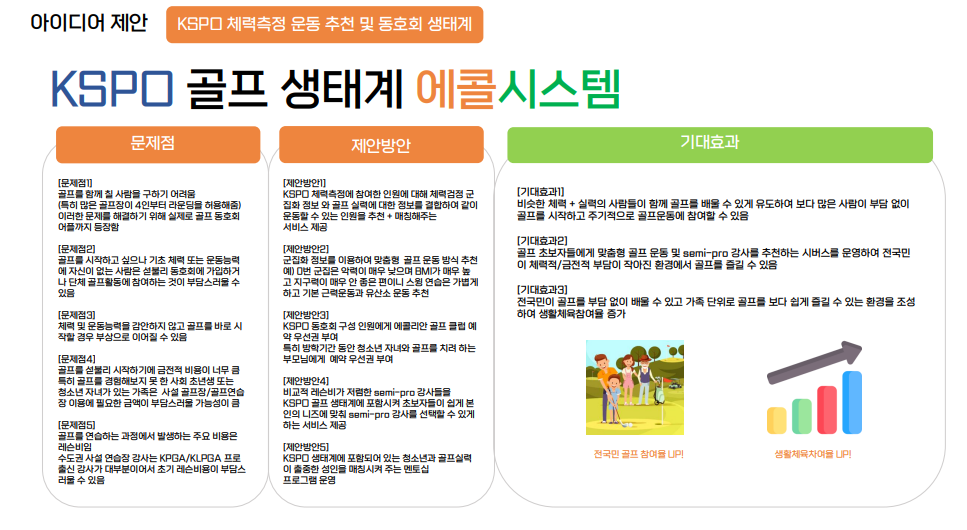 아이디어 제안
KSPO 체력측정 운동 추천 및 동호회 생태계
KSPO 골프 생태계 에콜시스템
문제점
[문제점1]
골프를 함께 칠 사람을 구하기 어려움
(특히 많은 골프장이 4인부터 라운딩을 허용해줌)
이러한 문제를 해결하기 위해 실제로 골프 동호회
어플까지 등장함
[문제점2]
골프를 시작하고 싶으나 기초 체력 또는 운동능력
에 자신이 없는 사람은 섣불리 동호회에 가입하거
나 단체 골프활동에 참여하는 것이 부담스러울 수
있음
[문제점3]
체력 및 운동능력을 감안하지 않고 골프를 바로 시
작할 경우 부상으로 이어질 수 있음
[문제점4]
골프를 섣불리 시작하기에 금전적 비용이 너무 큼
특히 골프를 경험해보지 못 한 사회 초년생 또는
청소년 자녀가 있는 가족은 사설 골프장/골프연습
장 이용에 필요한 금액이 부담스러울 가능성이 큼
[문제점5]
골프를 연습하는 과정에서 발생하는 주요 비용은
레슨비임
수도권 사설 연습장 강사는 KPGA/KLPGA 프로
출신 강사가 대부분이어서 초기 레슨비용이 부담스
러울 수 있음
제안방안
[제안방안1]
KSPO 체력측정에 참여한 인원에 대해 체력검정 군
집화 정보 와 골프 실력에 대한 정보를 결합하여 같이
운동할 수 있는 인원을 추천 + 매칭해주는
서비스 제공
[제안방안2]
군집화 정보를 이용하여 맞춤형 골프 운동 방식 추천
예) 0번 군집은 악력이 매우 낮으며 BMI가 매우 높
고 지구력이 매우 안 좋은 편이니 스윙 연습은 가볍게
하고 기본 근력운동과 유산소 운동 추천
[제안방안3]
KSPO 동호회 구성 인원에게 에콜리안 골프 클럽 예
약 우선권 부여
특히 방학기간 동안 청소년 자녀와 골프를 치려 하는
부모님에게 예약 우선권 부여
[제안방안4]
비교적 레슨비가 저렴한 semi-pro 강사들을
KSPO 골프 생태계에 포함시켜 초보자들이 쉽게 본
인의 니즈에 맞춰 semi-pro 강사를 선택할 수 있게
하는 서비스 제공
[제안방안5]
KSPO 생태계에 포함되어 있는 청소년과 골프실력
이 출중한 성인을 매칭시켜 주는 멘토십
프로그램 운영
기대효과
[기대효과1]
비슷한 체력 + 실력의 사람들이 함께 골프를 배울 수 있게 유도하여 보다 많은 사람이 부담 없이
골프를 시작하고 주기적으로 골프운동에 참여할 수 있음
[기대효과2]
골프 초보자들에게 맞춤형 골프 운동 및 semi-pro 강사를 추천하는 시버스를 운영하여 전국민
이 체력적/금전적 부담이 작아진 환경에서 골프를 즐길 수 있음
[기대효과3]
전국민이 골프를 부담 없이 배울 수 있고 가족 단위로 골프를 보다 쉽게 즐길 수 있는 환경을 조성
하여 생활체육참여율 증가
전국민 골프 참여율 UP!
생활체육차여율 UP!